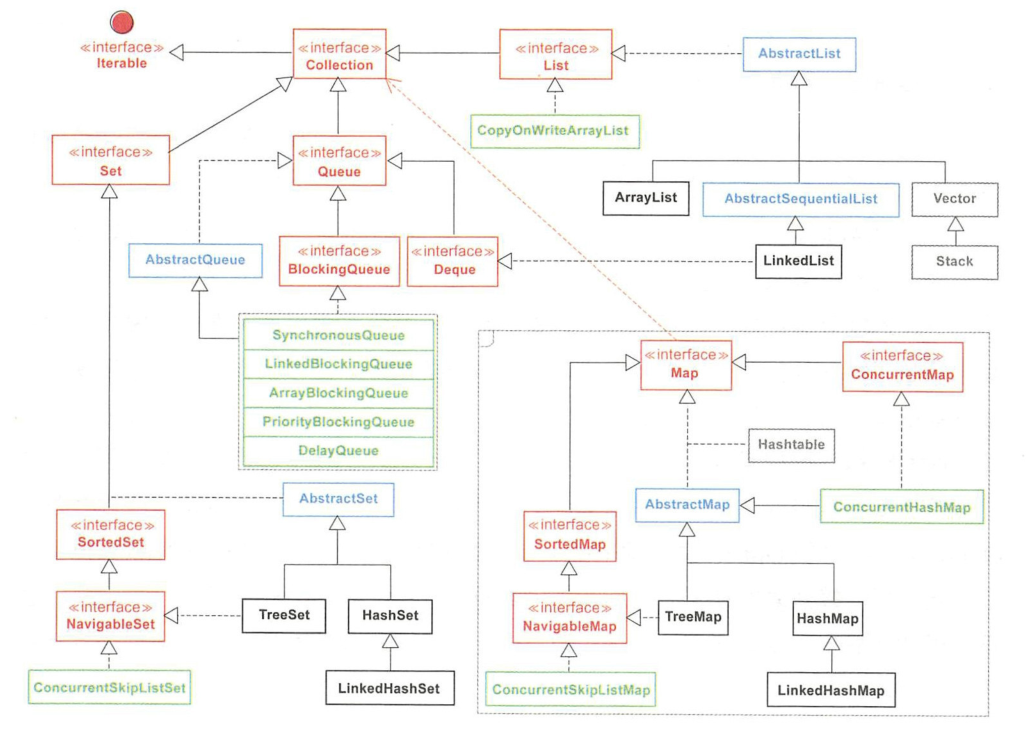 «interface»
Iterable
«interface»
Collection
«interface»
List
AbstractList
CopyOnWriteArrayList
«interface»
Set
«interface»
Queue
ArrayList
AbstractSequentialList
Vector
AbstractQueue
«interface»
BlockingQueue
«interface»
Deque
LinkedList
Stack
SynchronousQueue
LinkedBlockingQueue
ArrayBlockingQueue
PriorityBlockingQueue
DelayQueue
«interface»
Map
«interface»
ConcurrentMap
Hashtable
AbstractSet
AbstractMap
ConcurrentHashMap
«interface»
SortedSet
«interface»
SortedMap
«interface»
NavigableSet
TreeSet
HashSet
«interface»
NavigableMap
TreeMap
HashMap
ConcurrentSkipListSet
LinkedHashSet
ConcurrentSkipListMap
LinkedHashMap